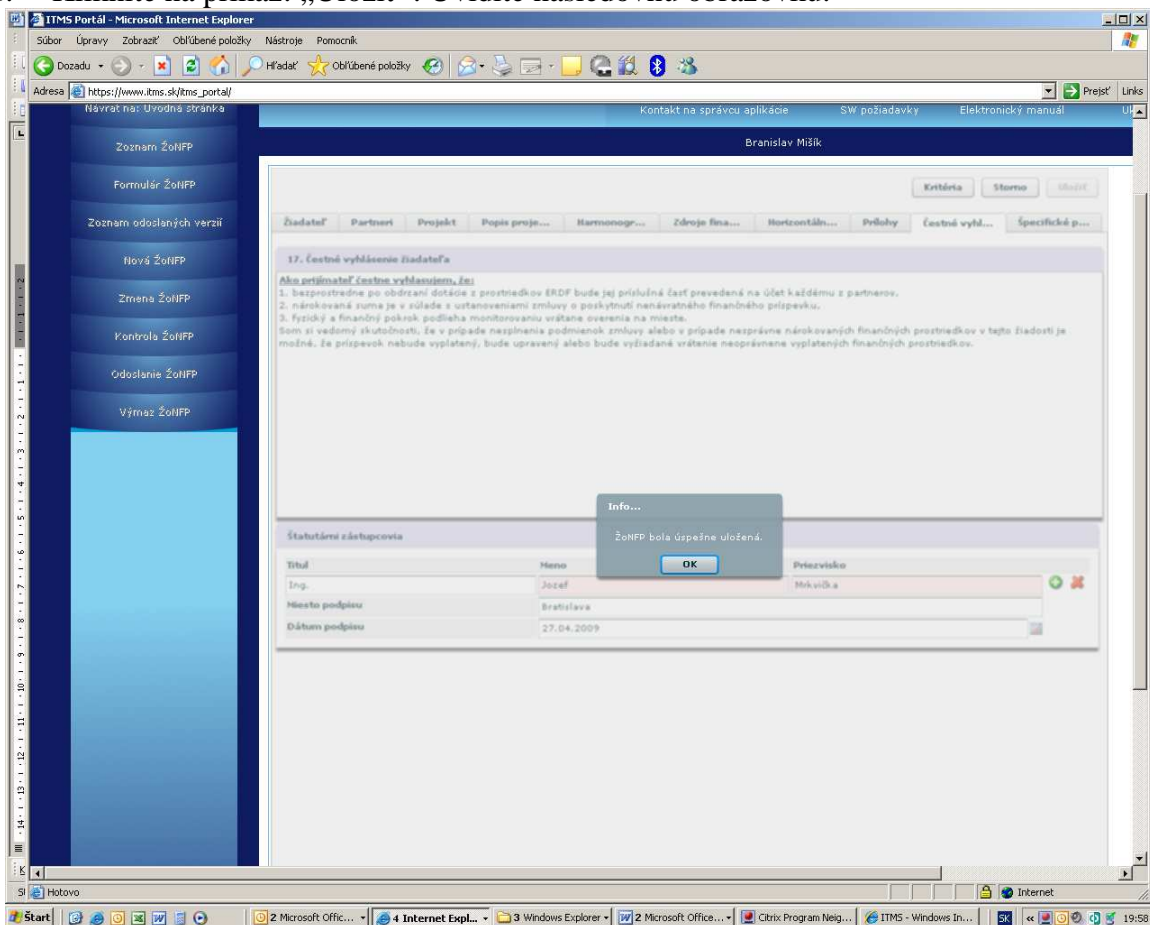 Kliknite na príkaz: „Uložiť“. Uvidíte následovnú obrazovku:
ITMS Portál - Microsoft Internet Explorer
Súbor Úpravy Zobraziť Obľúbené položky Nástroje Pomocník
Dozadu Hľadať Obľúbené položky
Adresa https://www.itms.sk/itms_portal/ Prejsť Links
Návrat na: Úvodná stránka Kontakt na správcu aplikácie SW požiadavky Elektronický manuál
Branislav Mišík
Zoznam ŽoNFP
Formulár ŽoNFP
Zoznam odoslaných verzií
Nová ŽoNFP
Zmena ŽoNFP
Kontrola ŽoNFP
Odoslanie ŽoNFP
Výmaz ŽoNFP
Kritéria Storno Uložiť
Žiadateľ Partneri Projekt Popis proje... Harmonogr... Zdroje fina... Horizontáln... Prílohy Čestné vyhl... Špecifické p...
17. Čestné vyhlásenie žiadateľa
Ako prijímateľ čestne vyhlasujem, že:
1. bezprostredne po obdrzaní dotácie z prostriedkov ERDF bude jej príslušná časť prevedená na účet každému z partnerov.
2. nárokovaná suma je v súlade s ustanoveniami zmluvy o poskytnutí nenávratného finančného príspevku.
3. fyzický a finančný pokrok podlieha monitorovaniu vrátane overenia na mieste.
Som si vedomý skutočnosti, že v prípade nesplnenia podmienok zmluvy alebo v prípade nesprávne nárokovaných finančných prostriedkov v tejto žiadosti je
možné, že príspevok nebude vyplatený, bude upravený alebo bude vyžiadané vrátenie neoprávnene vyplatených finančných prostriedkov.
Info...
ŽoNFP bola úspešne uložená.
OK
Štatutárni zástupcovia
Titul Meno Priezvisko
Ing. Jozef Mrkvička
Miesto podpisu Bratislava
Dátum podpisu 27.04.2009
Hotovo Internet
Štart 2 Microsoft Offic... 4 Internet Expl... 3 Windows Explorer 2 Microsoft Office... Citrix Program Neig... ITMS - Windows In... SK 19:58